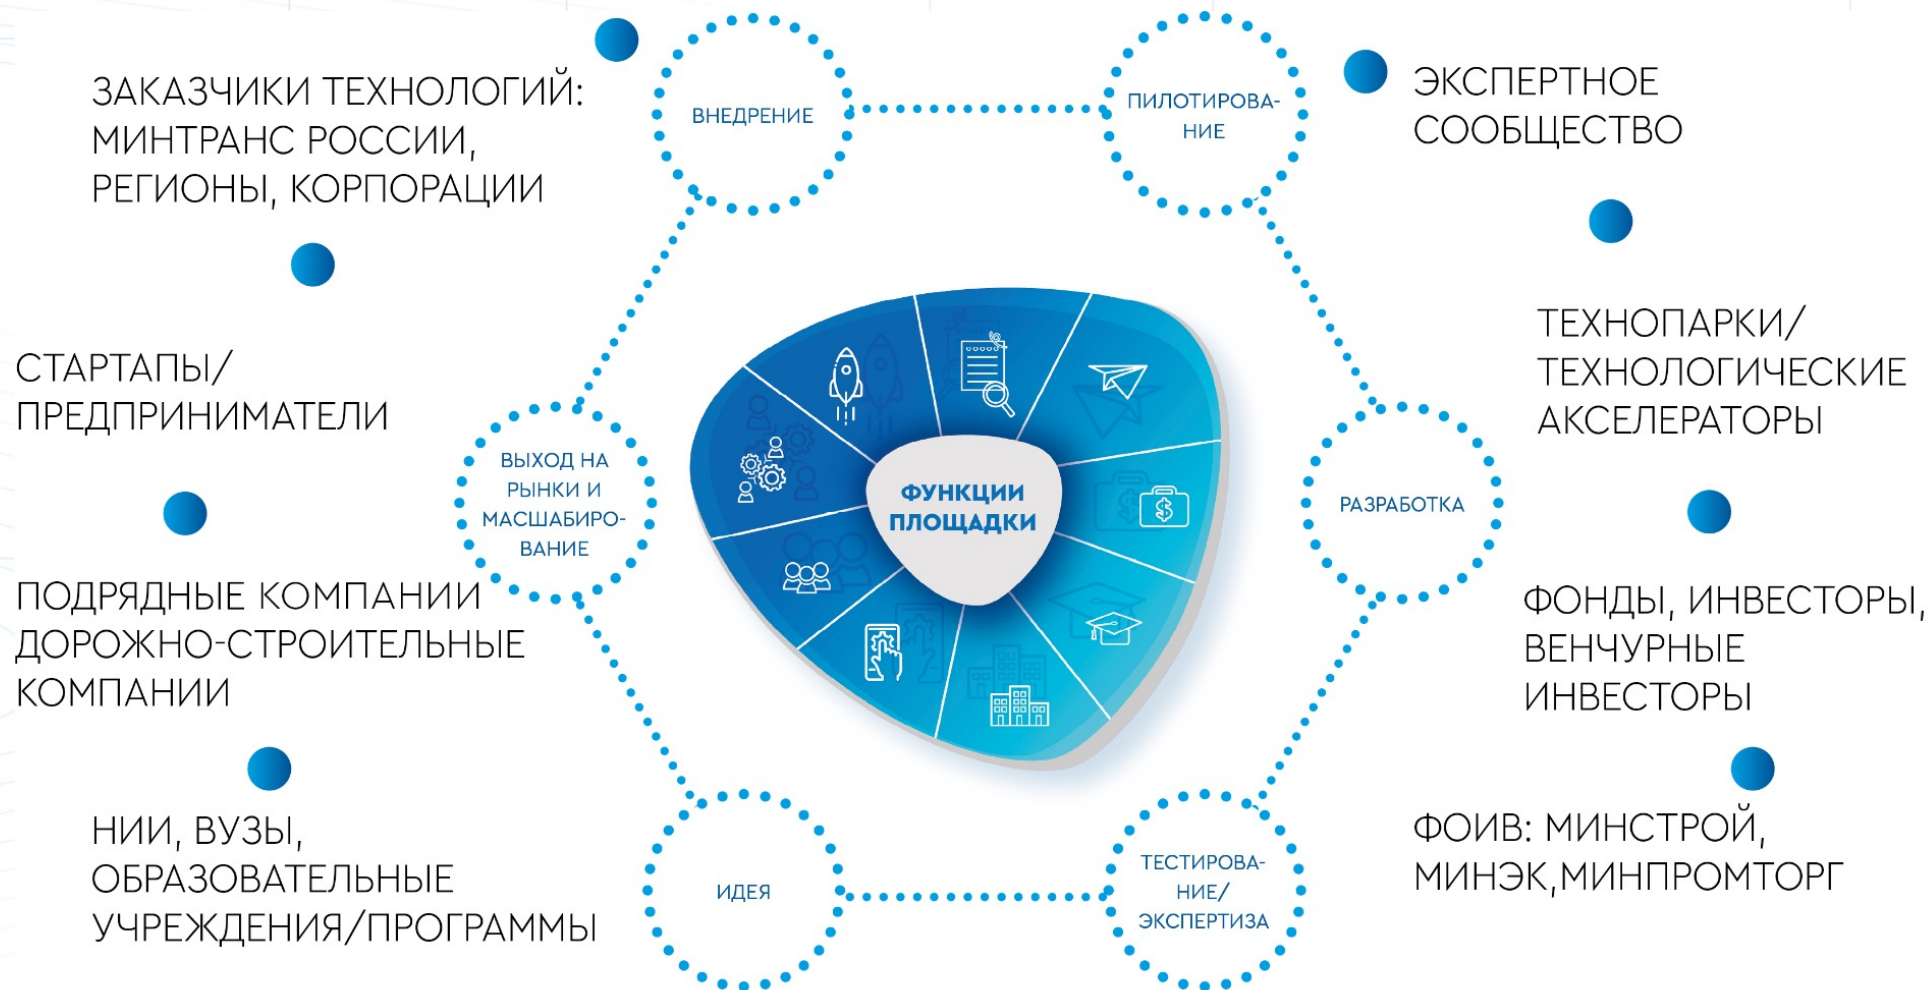 ЗАКАЗЧИКИ ТЕХНОЛОГИЙ:
МИНТРАНС РОССИИ,
РЕГИОНЫ, КОРПОРАЦИИ
СТАРТАПЫ/
ПРЕДПРИНИМАТЕЛИ
ПОДРЯДНЫЕ КОМПАНИИ
ДОРОЖНО-СТРОИТЕЛЬНЫЕ
КОМПАНИИ
НИИ, ВУЗЫ,
ОБРАЗОВАТЕЛЬНЫЕ
УЧРЕЖДЕНИЯ/ПРОГРАММЫ
ВНЕДРЕНИЕ
ПИЛОТИРОВА-
НИЕ
ВЫХОД НА
РЫНКИ И
МАСШАБИРО-
ВАНИЕ
ФУНКЦИИ
ПЛОЩАДКИ
РАЗРАБОТКА
ИДЕЯ
ТЕСТИРОВА-
НИЕ/
ЭКСПЕРТИЗА
ЭКСПЕРТНОЕ
СООБЩЕСТВО
ТЕХНОПАРКИ/
ТЕХНОЛОГИЧЕСКИЕ
АКСЕЛЕРАТОРЫ
ФОНДЫ, ИНВЕСТОРЫ,
ВЕНЧУРНЫЕ
ИНВЕСТОРЫ
ФОИВ: МИНСТРОЙ,
МИНЭК,МИНПРОМТОРГ